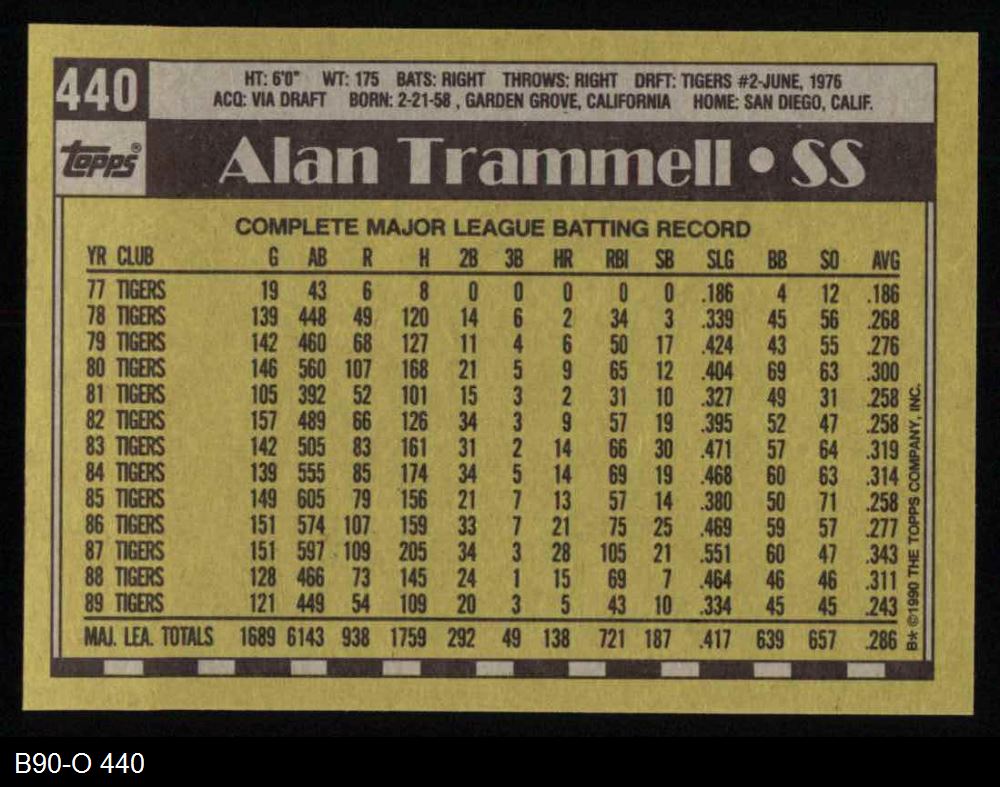 440
HT: 6'0" WT: 175 BATS: RIGHT THROWS: RIGHT DRFT: TIGERS #2-JUNE, 1976
ACQ: VIA DRAFT BORN: 2-21-58 , GARDEN GROVE, CALIFORNIA HOME: SAN DIEGO, CALIF.
topps®
Alan Trammell • SS
COMPLETE MAJOR LEAGUE BATTING RECORD
YR CLUB G AB R H 2B 3B HR RBI SB SLG BB SO AVG
77 TIGERS 19 43 6 8 0 0 0 0 0 .186 4 12 .186
78 TIGERS 139 448 49 120 14 6 2 34 3 .339 45 56 .268
79 TIGERS 142 460 68 127 11 4 6 50 17 .424 43 55 .276
80 TIGERS 146 560 107 168 21 5 9 65 12 .404 69 63 .300
81 TIGERS 105 392 52 101 15 3 2 31 10 .327 49 31 .258
82 TIGERS 157 489 66 126 34 3 9 57 19 .395 52 47 .258
83 TIGERS 142 505 83 161 31 2 14 66 30 .471 57 64 .319
84 TIGERS 139 555 85 174 34 5 14 69 19 .468 60 63 .314
85 TIGERS 149 605 79 156 21 7 13 57 14 .380 50 71 .258
86 TIGERS 151 574 107 159 33 7 21 75 25 .469 59 57 .277
87 TIGERS 151 597 109 205 34 3 28 105 21 .551 60 47 .343
88 TIGERS 128 466 73 145 24 1 15 69 7 .464 46 46 .311
89 TIGERS 121 449 54 109 20 3 5 43 10 .334 45 45 .243
MAJ. LEA. TOTALS 1689 6143 938 1759 292 49 138 721 187 .417 639 657 .286
B* ©1990 THE TOPPS COMPANY, INC.
B90-O 440